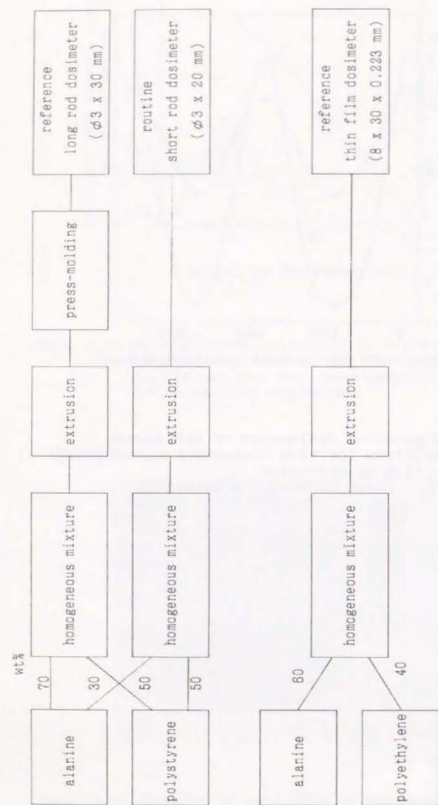 wt%
alanine
70
30
homogeneous mixture
extrusion
press-molding
reference
long rod dosimeter
(φ3 x 30 mm)
polystyrene
50
50
homogeneous mixture
extrusion
routine
short rod dosimeter
(φ3 x 20 mm)
alanine
60
polyethylene
40
homogeneous mixture
extrusion
reference
thin film dosimeter
(8 x 30 x 0.223 mm)